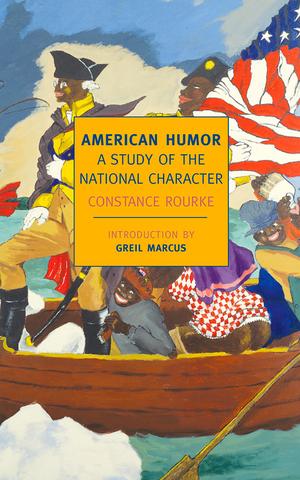 AMERICAN HUMOR
A STUDY OF THE
NATIONAL CHARACTER
CONSTANCE ROURKE
INTRODUCTION BY
GREIL MARCUS